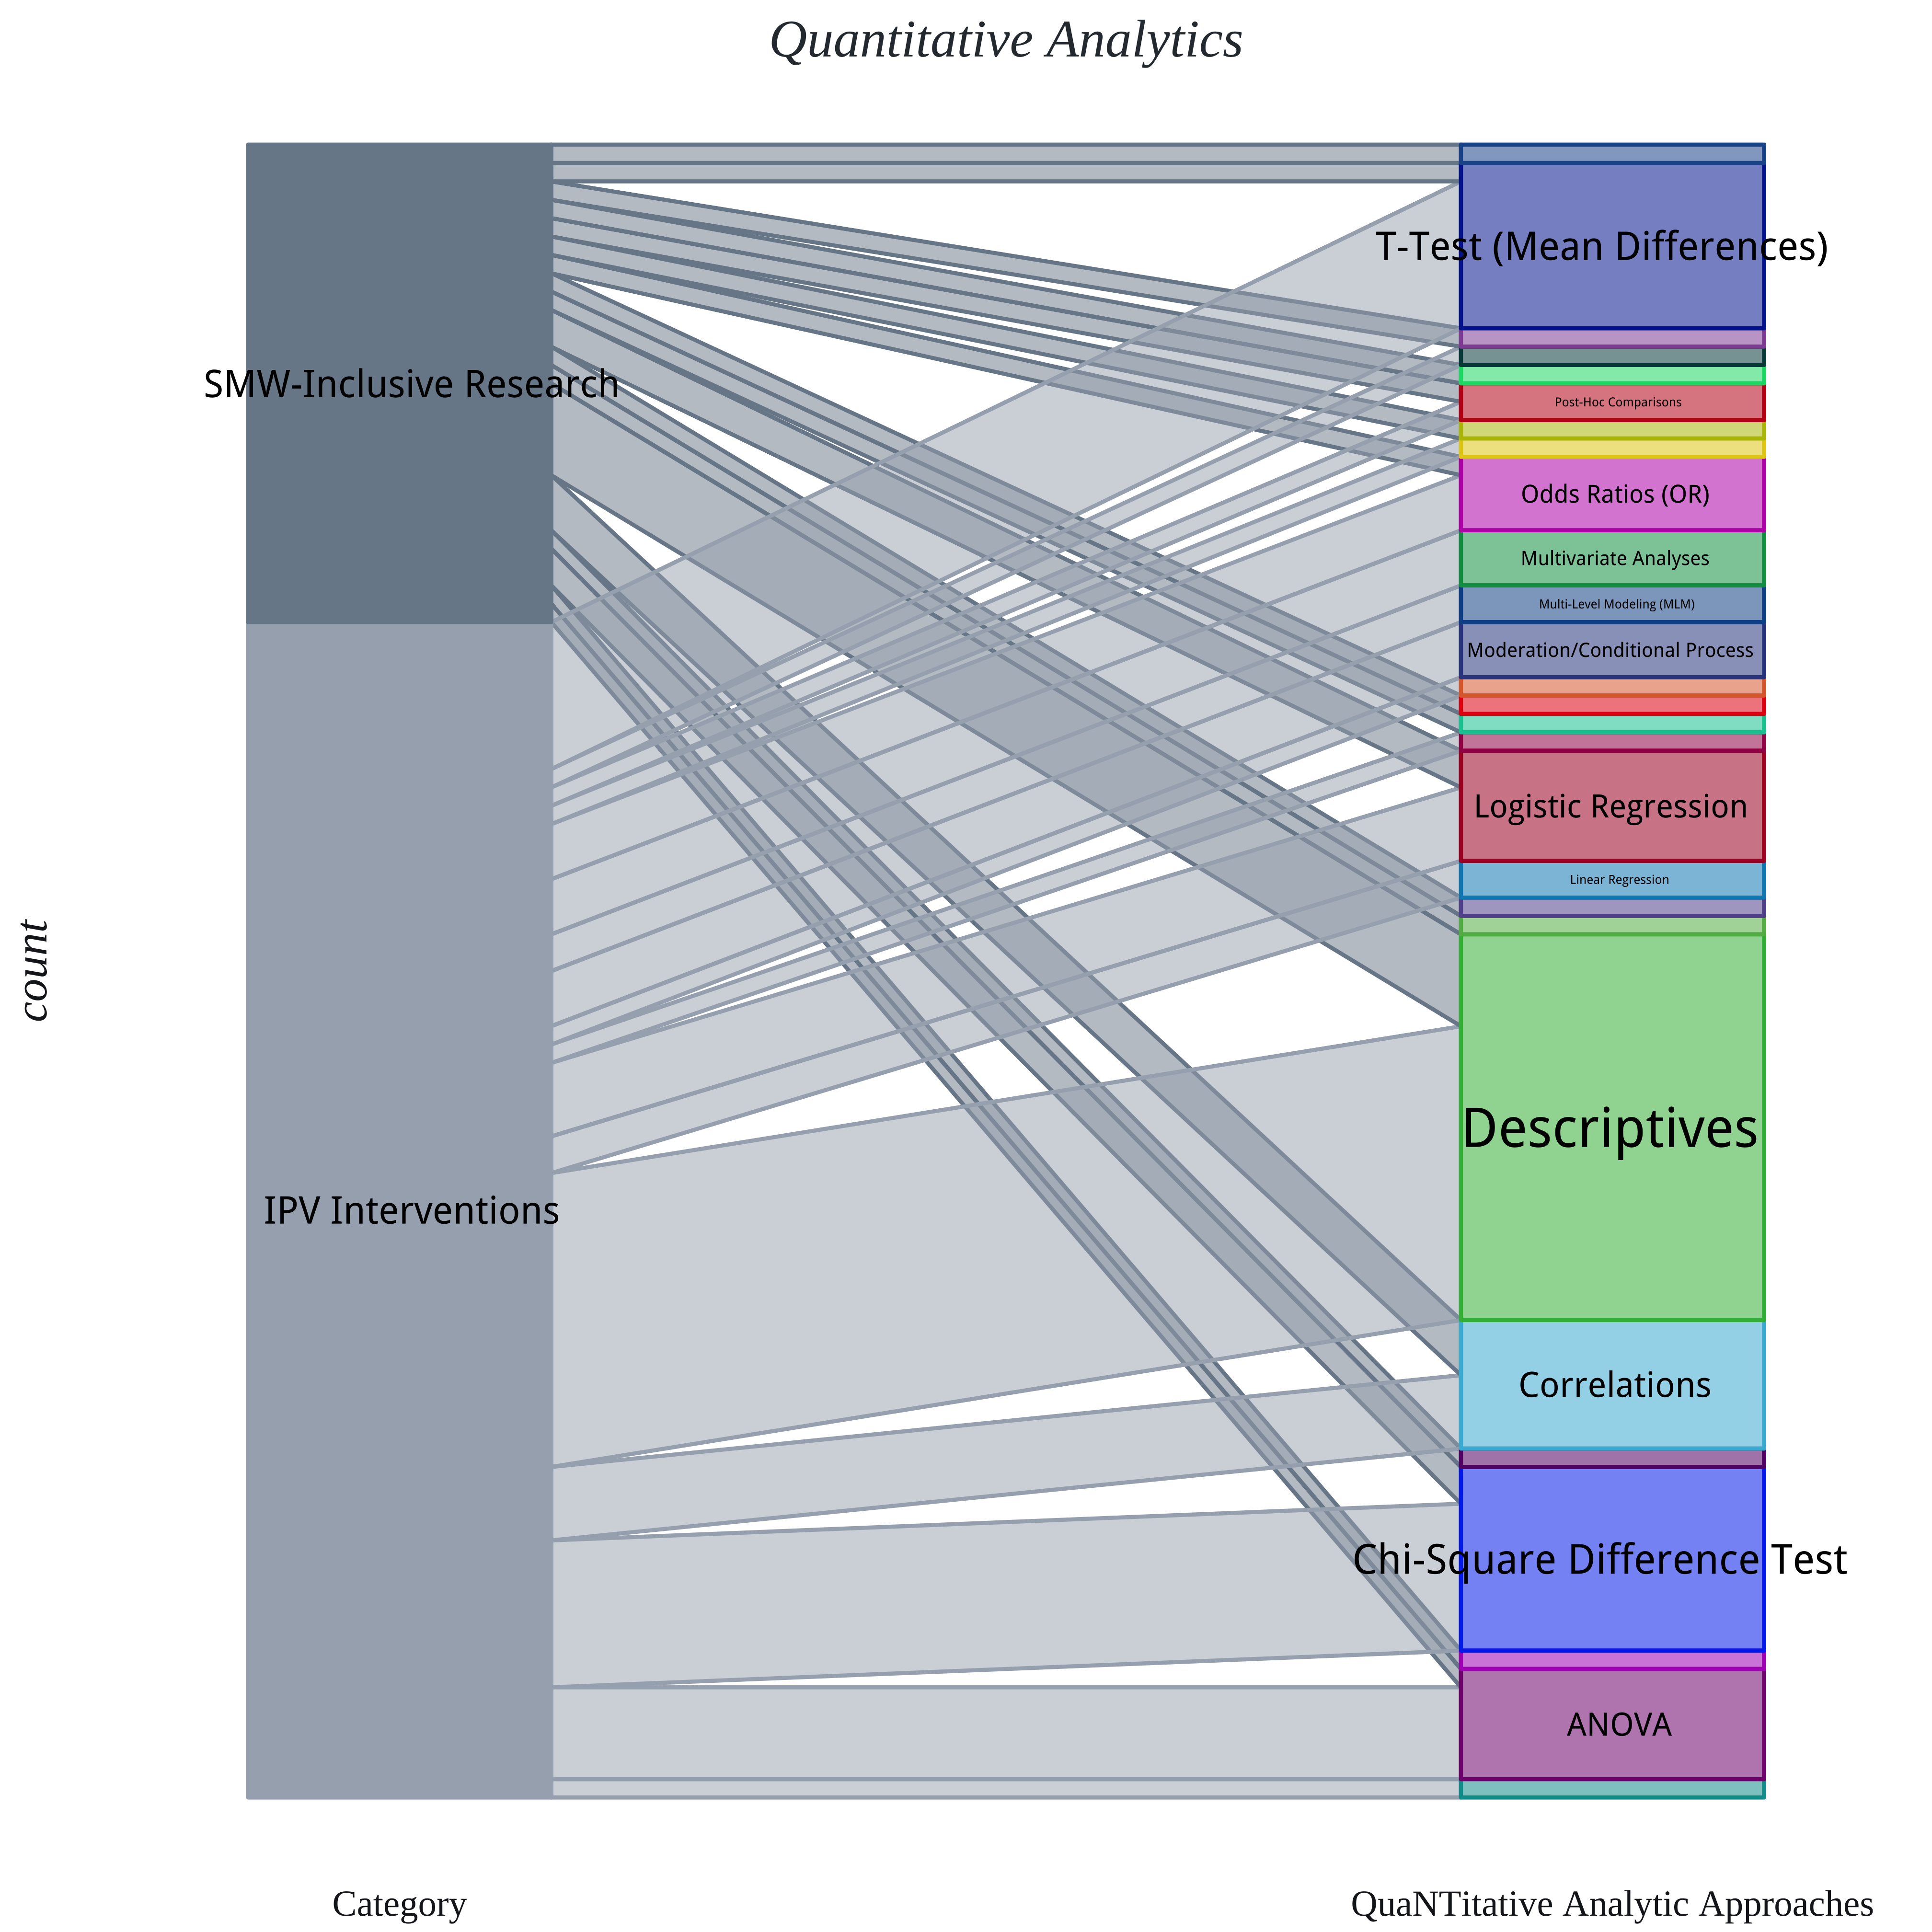 Quantitative Analytics
T-Test (Mean Differences)
SMW-Inclusive Research
Post-Hoc Comparisons
Odds Ratios (OR)
Multivariate Analyses
Multi-Level Modeling (MLM)
Moderation/Conditional Process
Logistic Regression
Linear Regression
count
Descriptives
IPV Interventions
Correlations
Chi-Square Difference Test
ANOVA
Category
QuaNTitative Analytic Approaches